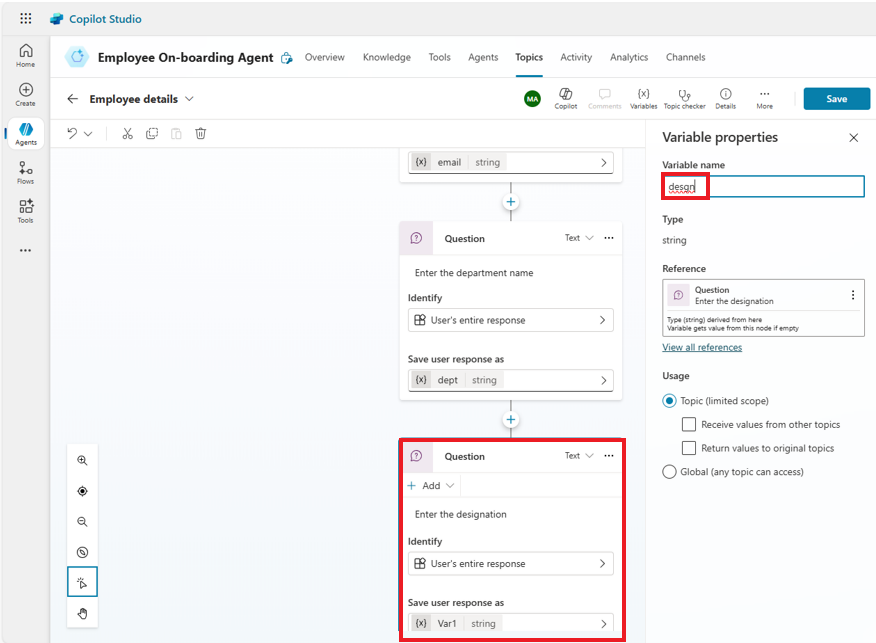 Copilot Studio
Home
Create
Agents
Flows
Tools
Employee On-boarding Agent
Overview Knowledge Tools Agents Topics Activity Analytics Channels
Employee details
MA
Copilot Comments {x} Variables Topic checker Details More
Save
{x} email string
Question Text
Enter the department name
Identify
User's entire response
Save user response as
{x} dept string
Question Text
+ Add
Enter the designation
Identify
User's entire response
Save user response as
{x} Var1 string
Variable properties
Variable name
desgn
Type
string
Reference
Question
Enter the designation
Type (string) derived from here
Variable gets value from this node if empty
View all references
Usage
Topic (limited scope)
Receive values from other topics
Return values to original topics
Global (any topic can access)